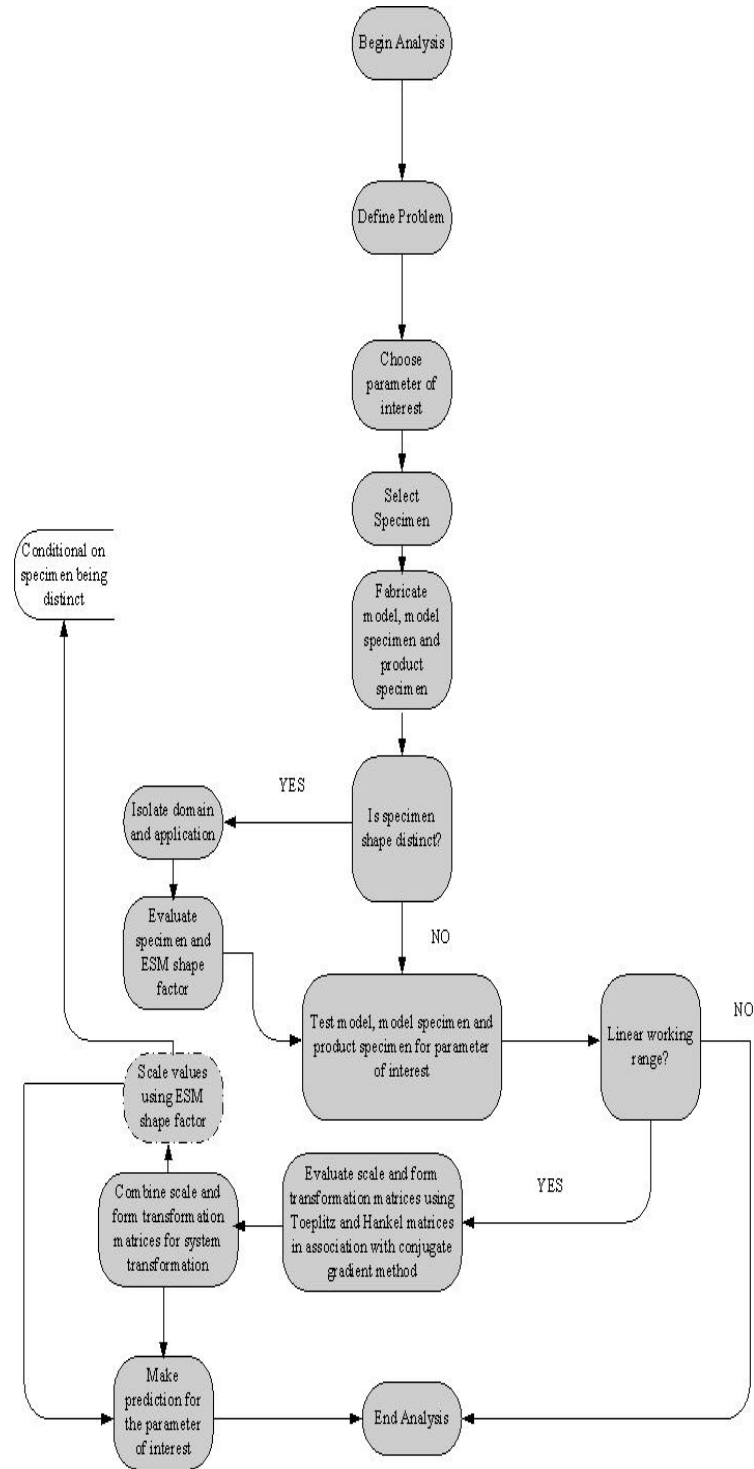 Begin Analysis
Define Problem
Choose
parameter of
interest
Select
Specimen
Conditional on
specimen being
distinct
Fabricate
model, model
specimen and
product
specimen
YES
Isolate domain
and application
Is specimen
shape distinct?
Evaluate
specimen and
ESM shape
factor
NO
Test model, model specimen and
product specimen for parameter
of interest
Linear working
range?
NO
Scale values
using ESM
shape factor
YES
Combine scale and
form transformation
matrices for system
transformation
Evaluate scale and form
transformation matrices using
Toeplitz and Hankel matrices
in association with conjugate
gradient method
Make
prediction for
the parameter
of interest
End Analysis